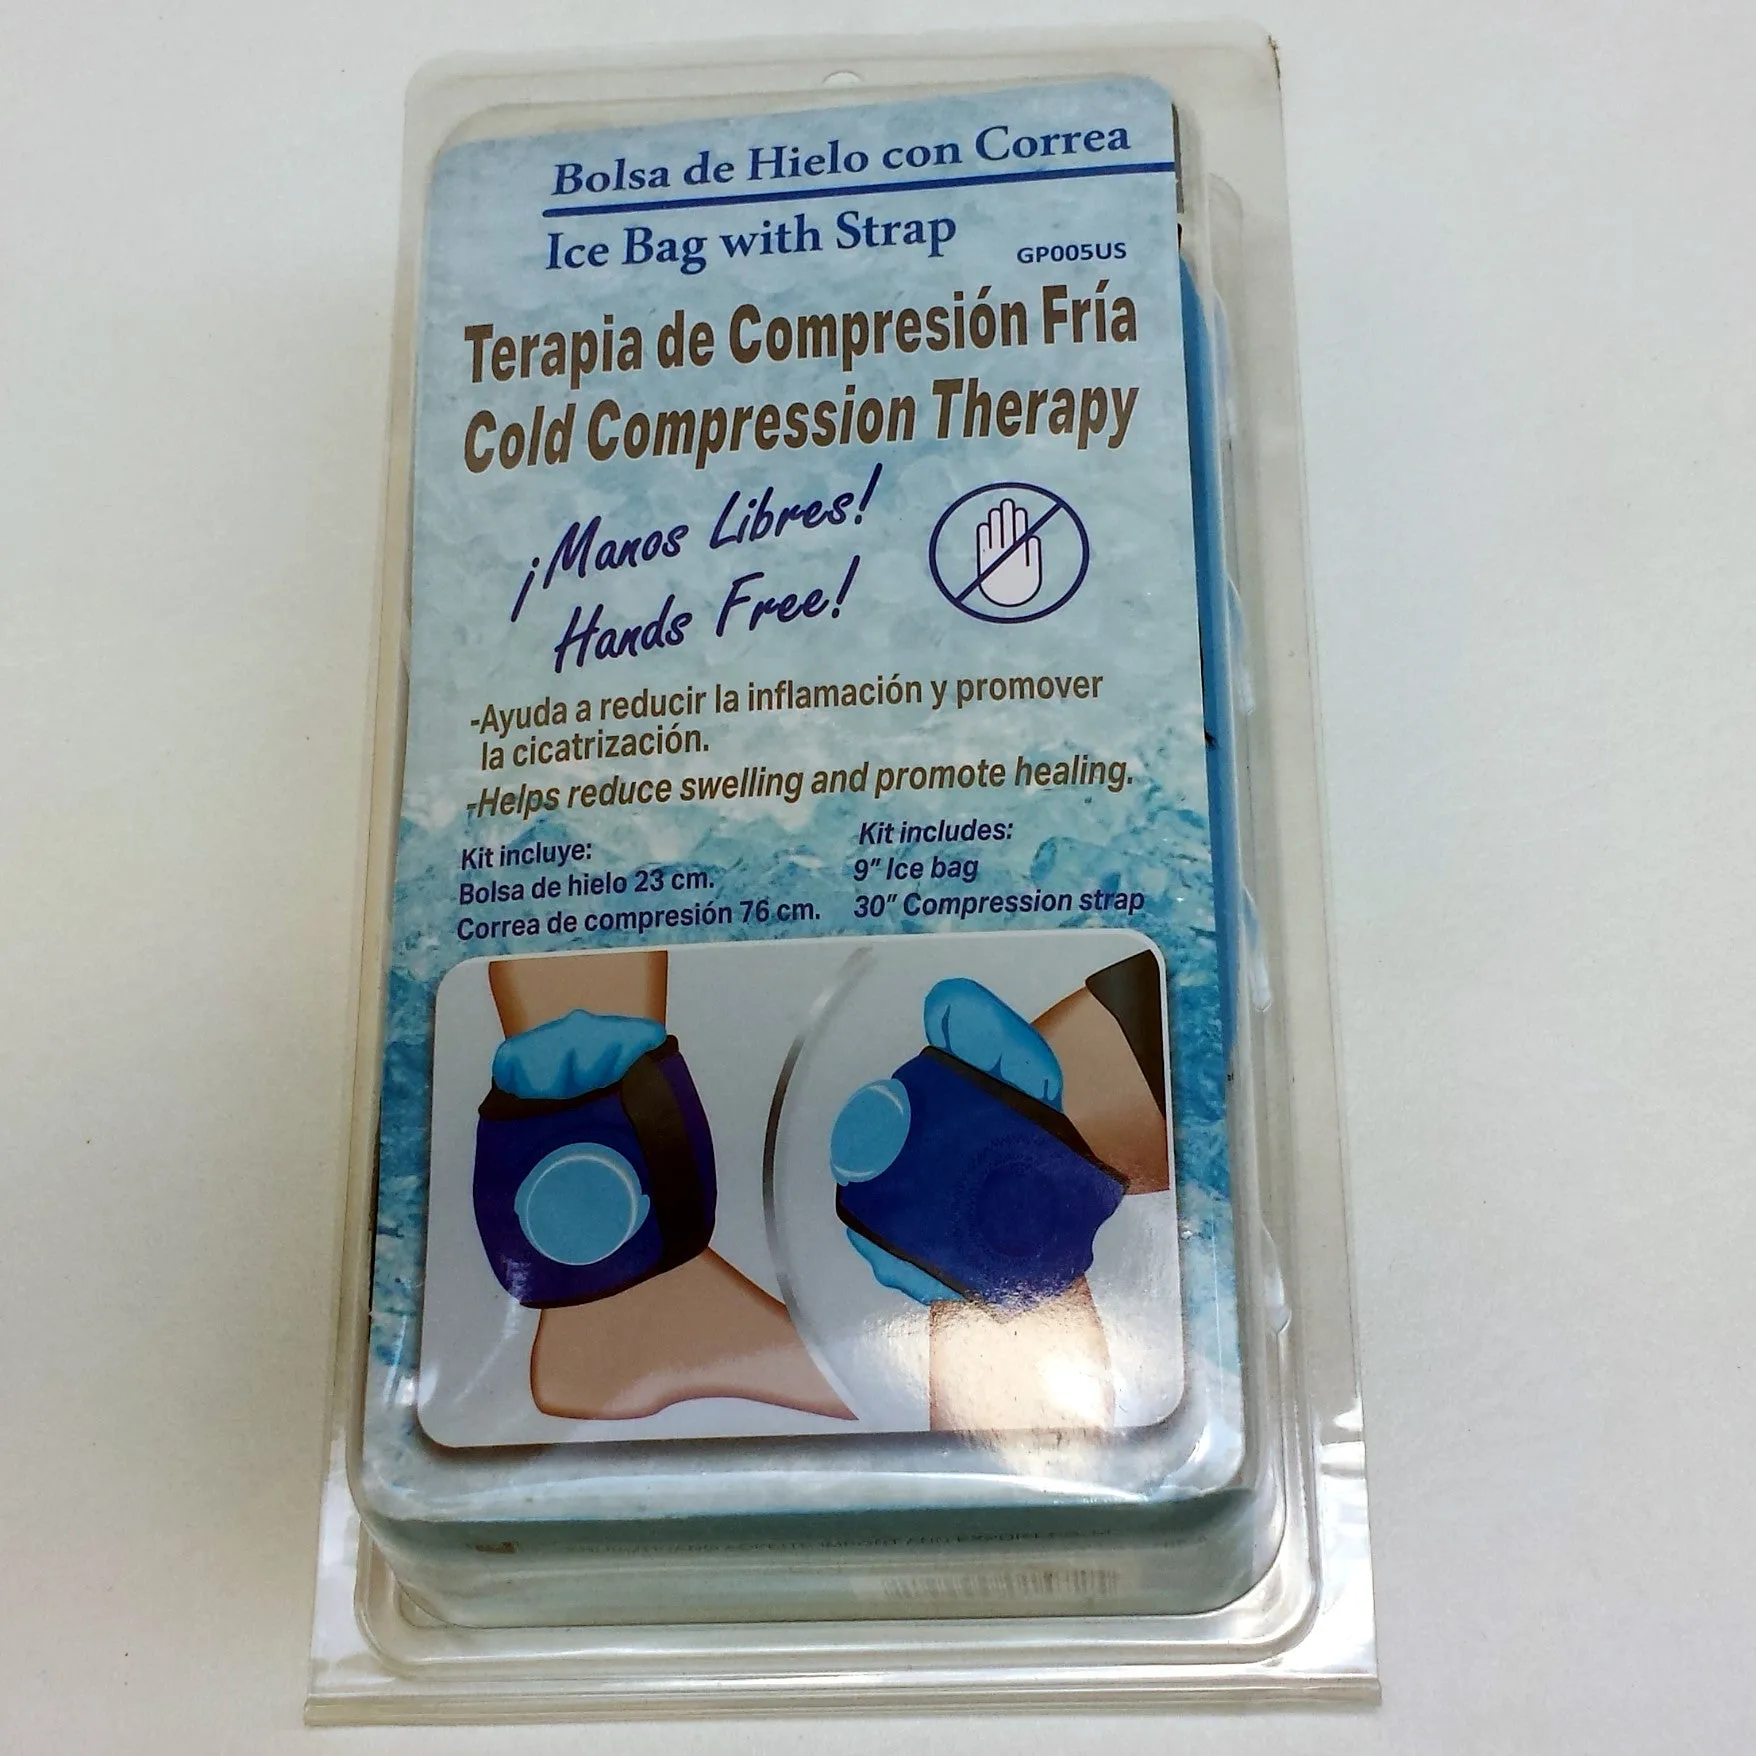 Bolsa de Hielo con Correa
Ice Bag with Strap
GP005US
Terapia de Compresión Fría
Cold Compression Therapy
¡Manos Libres!
Hands Free!
-Ayuda a reducir la inflamación y promover
la cicatrización.
-Helps reduce swelling and promote healing.
Kit incluye:
Bolsa de hielo 23 cm.
Correa de compresión 76 cm.
Kit includes:
9" Ice bag
30" Compression strap